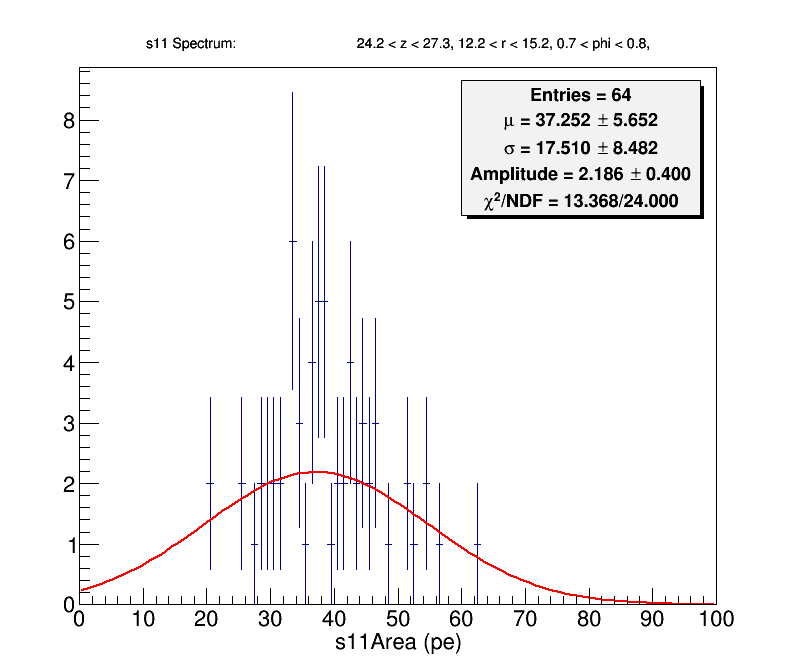 s11 Spectrum: 24.2 < z < 27.3, 12.2 < r < 15.2, 0.7 < phi < 0.8,
Entries = 64
μ = 37.252 ± 5.652
σ = 17.510 ± 8.482
Amplitude = 2.186 ± 0.400
χ²/NDF = 13.368/24.000
8
7
6
5
4
3
2
1
0
0 10 20 30 40 50 60 70 80 90 100
s11Area (pe)